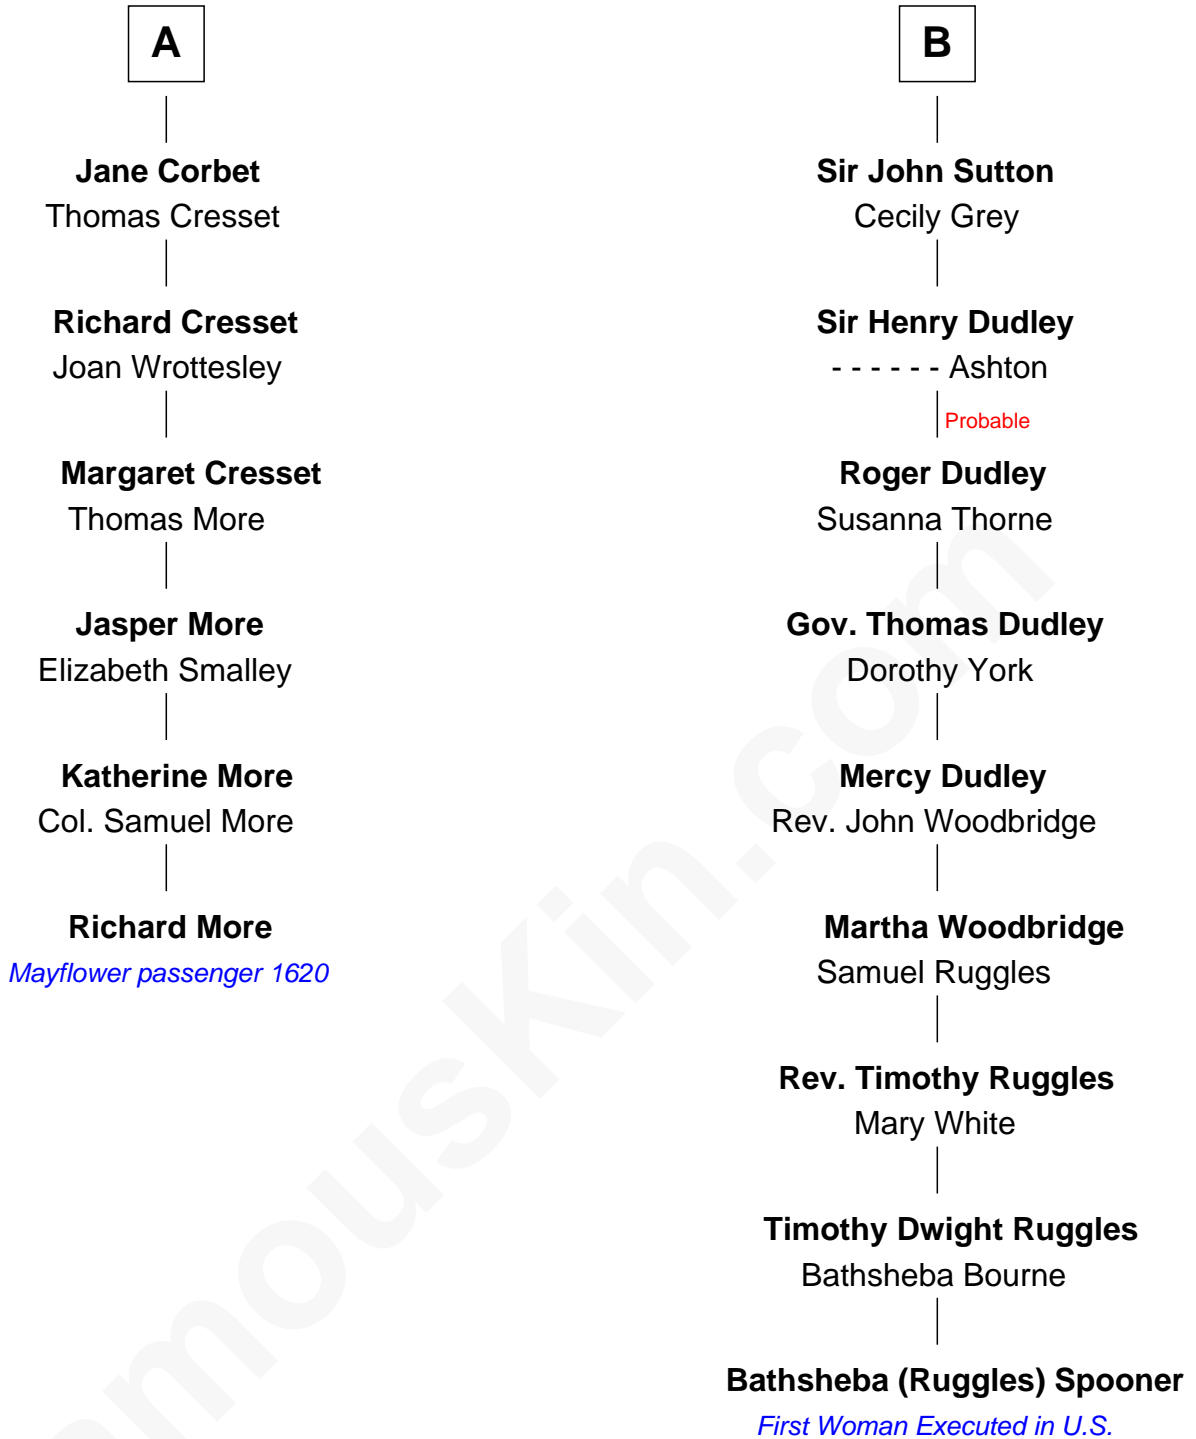 A
Jane Corbet
Thomas Cresset
Richard Cresset
Joan Wrottesley
Margaret Cresset
Thomas More
Jasper More
Elizabeth Smalley
Katherine More
Col. Samuel More
Richard More
Mayflower passenger 1620
B
Sir John Sutton
Cecily Grey
Sir Henry Dudley
- - - - - - Ashton
Probable
Roger Dudley
Susanna Thorne
Gov. Thomas Dudley
Dorothy York
Mercy Dudley
Rev. John Woodbridge
Martha Woodbridge
Samuel Ruggles
Rev. Timothy Ruggles
Mary White
Timothy Dwight Ruggles
Bathsheba Bourne
Bathsheba (Ruggles) Spooner
First Woman Executed in U.S.
amousKin.com